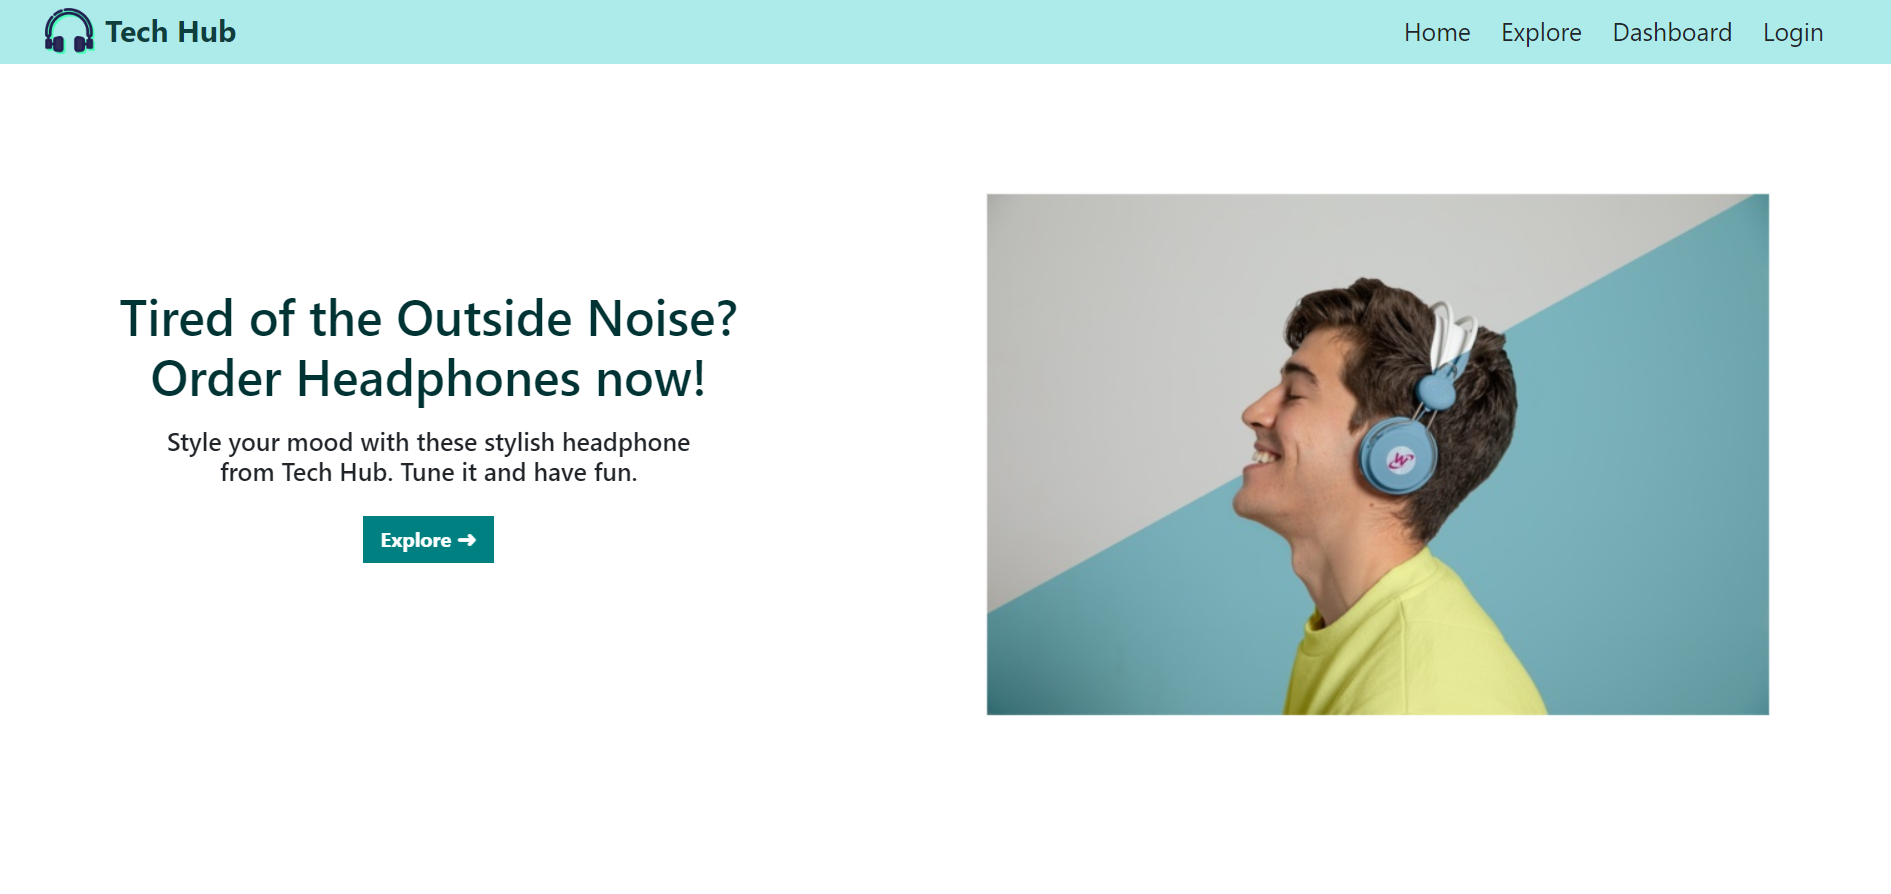 Tech Hub
Home Explore Dashboard Login
Tired of the Outside Noise?
Order Headphones now!
Style your mood with these stylish headphone
from Tech Hub. Tune it and have fun.
Explore ➜
W